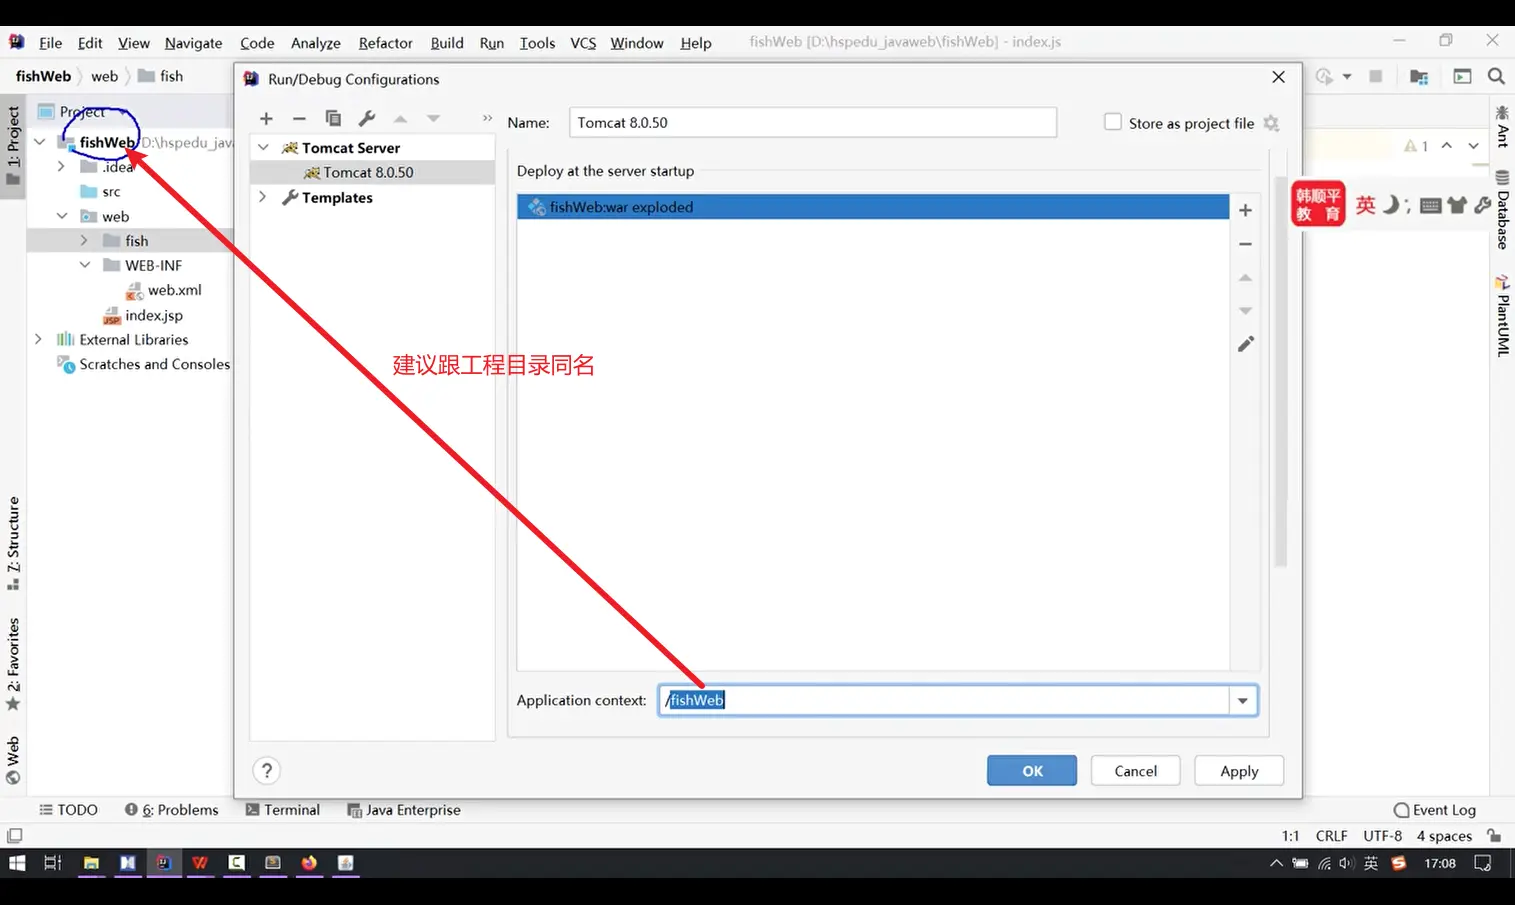 File Edit View Navigate Code Analyze Refactor Build Run Tools VCS Window Help fishWeb [D:\hspedu_javaweb\fishWeb] - index.js
fishWeb web fish
Run/Debug Configurations
1: Project
Project
fishWeb D:\hspedu_jav
.idea
src
web
fish
WEB-INF
web.xml
index.jsp
External Libraries
Scratches and Consoles
7: Structure
2: Favorites
Web
Tomcat Server
Tomcat 8.0.50
Templates
Name: Tomcat 8.0.50
Store as project file
Deploy at the server startup
fishWeb:war exploded
建议跟工程目录同名
Application context: /fishWeb
? OK Cancel Apply
1
Ant
Database
PlantUML
韩顺平
教 育
英
TODO 6: Problems Terminal Java Enterprise Event Log
1:1 CRLF UTF-8 4 spaces
英 17:08